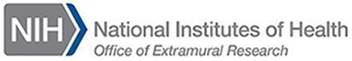 NIH
National Institutes of Health
Office of Extramural Research